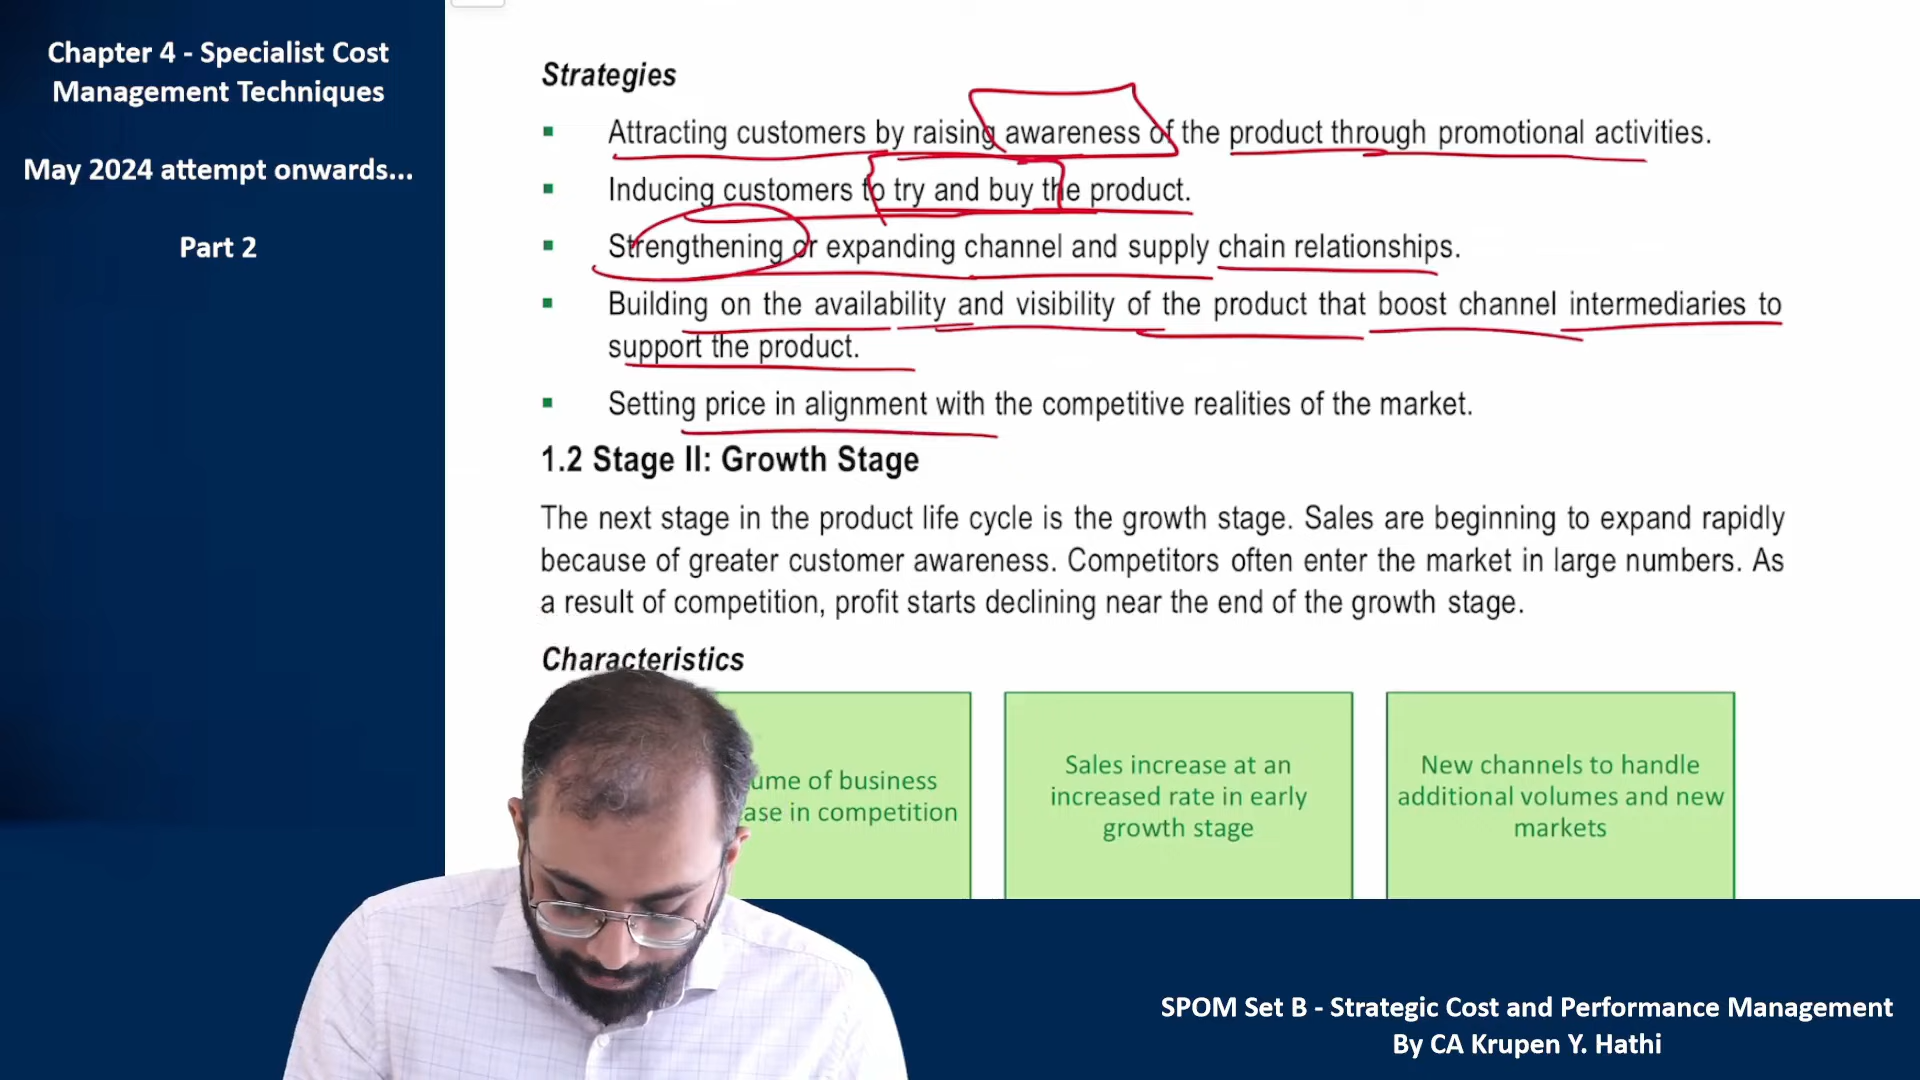 Chapter 4 - Specialist Cost
Management Techniques
May 2024 attempt onwards...
Part 2
Strategies
▪ Attracting customers by raising awareness of the product through promotional activities.
▪ Inducing customers to try and buy the product.
▪ Strengthening or expanding channel and supply chain relationships.
▪ Building on the availability and visibility of the product that boost channel intermediaries to
support the product.
▪ Setting price in alignment with the competitive realities of the market.
1.2 Stage II: Growth Stage
The next stage in the product life cycle is the growth stage. Sales are beginning to expand rapidly
because of greater customer awareness. Competitors often enter the market in large numbers. As
a result of competition, profit starts declining near the end of the growth stage.
Characteristics
of business
in competition
Sales increase at an
increased rate in early
growth stage
New channels to handle
additional volumes and new
markets
SPOM Set B - Strategic Cost and Performance Management
By CA Krupen Y. Hathi